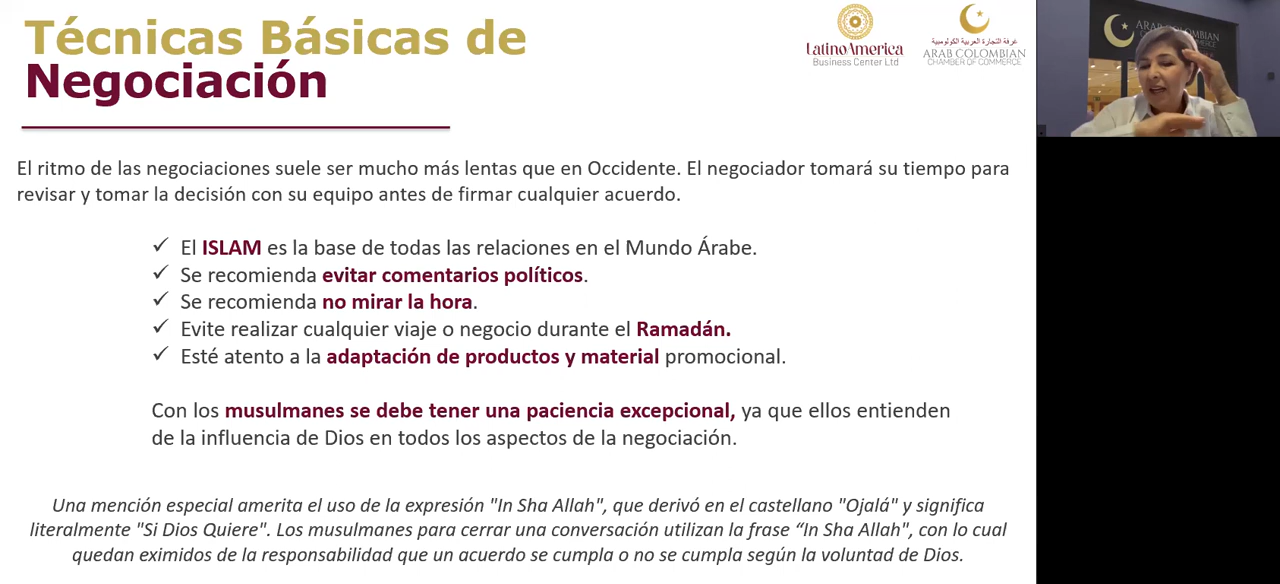 Técnicas Básicas de
Negociación
LatinoAmerica
Business Center Ltd
غرفة التجارة العربية الكولومبية
ARAB COLOMBIAN
CHAMBER OF COMMERCE
El ritmo de las negociaciones suele ser mucho más lentas que en Occidente. El negociador tomará su tiempo para
revisar y tomar la decisión con su equipo antes de firmar cualquier acuerdo.
✓ El ISLAM es la base de todas las relaciones en el Mundo Árabe.
✓ Se recomienda evitar comentarios políticos.
✓ Se recomienda no mirar la hora.
✓ Evite realizar cualquier viaje o negocio durante el Ramadán.
✓ Esté atento a la adaptación de productos y material promocional.
Con los musulmanes se debe tener una paciencia excepcional, ya que ellos entienden
de la influencia de Dios en todos los aspectos de la negociación.
Una mención especial amerita el uso de la expresión "In Sha Allah", que derivó en el castellano "Ojalá" y significa
literalmente "Si Dios Quiere". Los musulmanes para cerrar una conversación utilizan la frase “In Sha Allah", con lo cual
quedan eximidos de la responsabilidad que un acuerdo se cumpla o no se cumpla según la voluntad de Dios.
ARAB COLOMBIAN